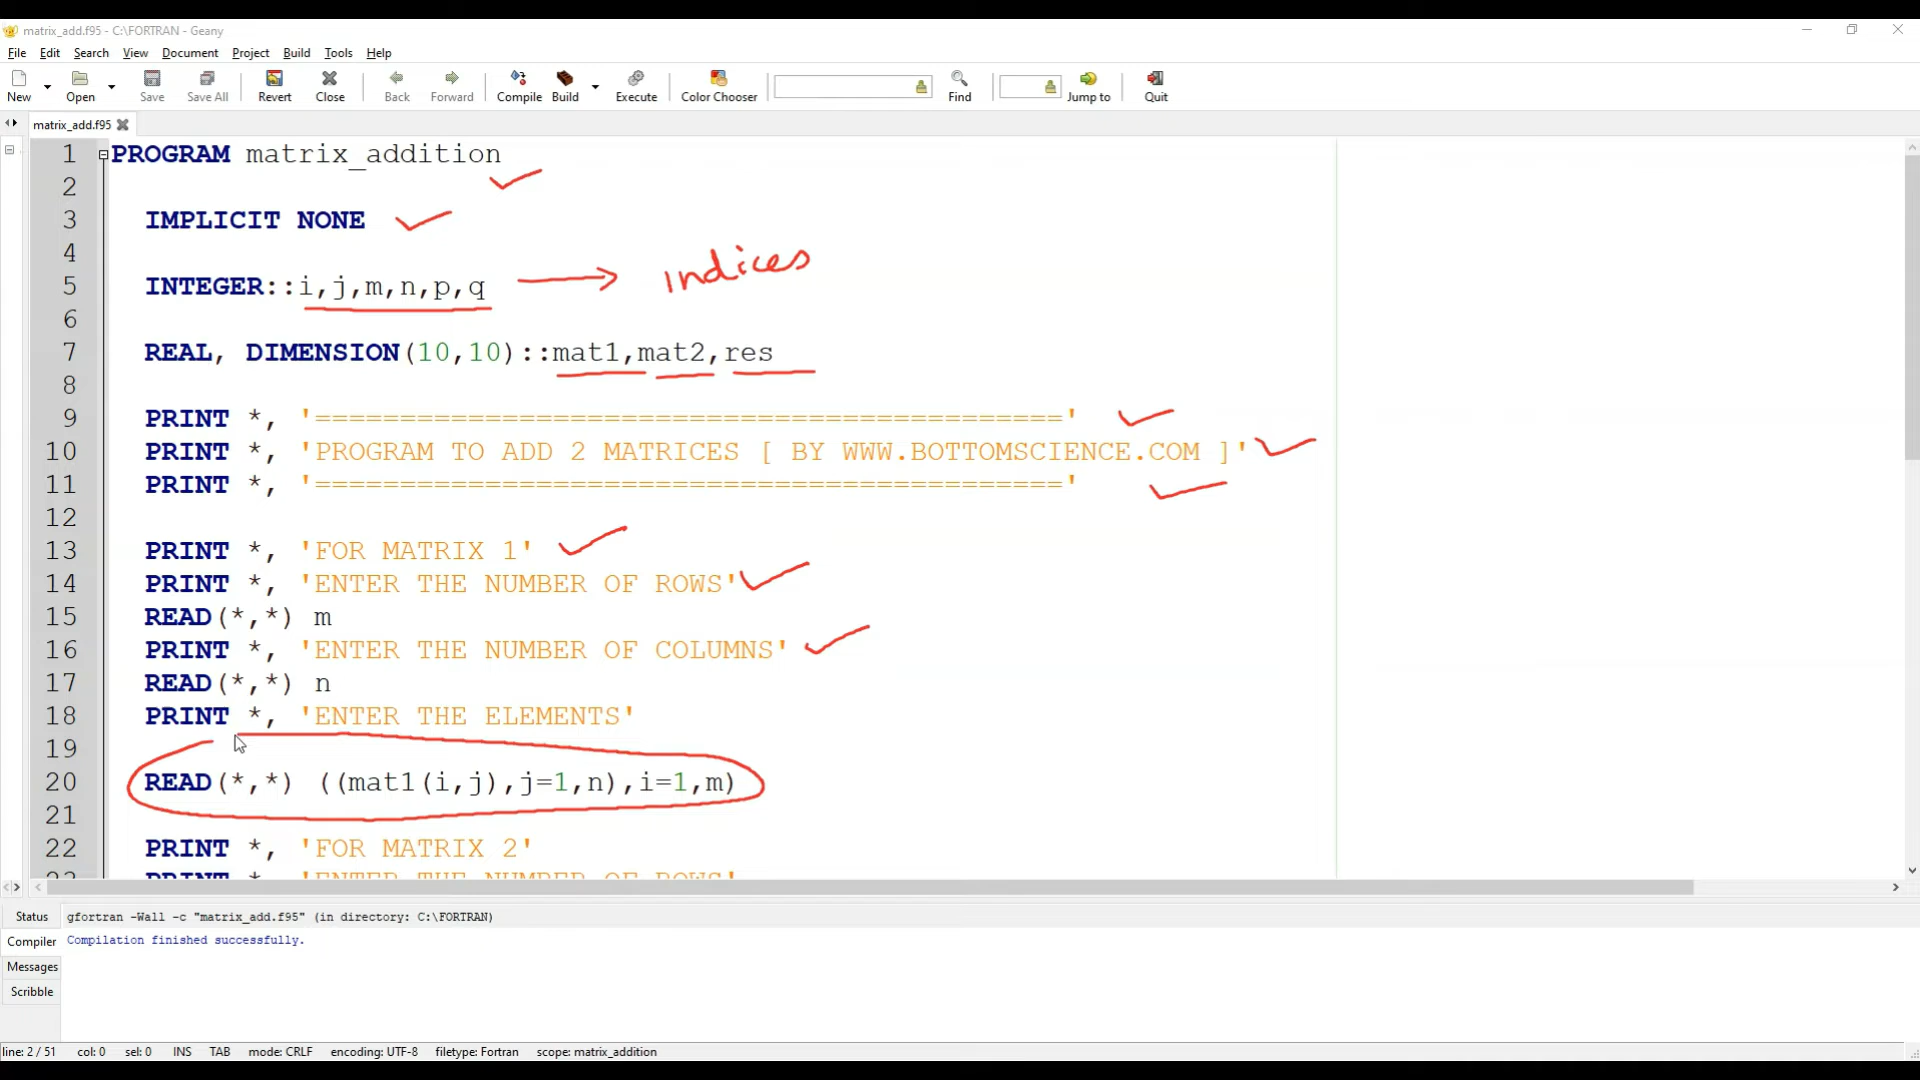 matrix_add.f95 - C:\FORTRAN - Geany
File Edit Search View Document Project Build Tools Help
New Open Save Save All Revert Close Back Forward Compile Build Execute Color Chooser Find Jump to Quit
matrix_add.f95
1 PROGRAM matrix_addition
2
3 IMPLICIT NONE
4
5 INTEGER::i,j,m,n,p,q Indices
6
7 REAL, DIMENSION(10,10)::mat1,mat2,res
8
9 PRINT *, '============================================'
10 PRINT *, 'PROGRAM TO ADD 2 MATRICES [ BY WWW.BOTTOMSCIENCE.COM ]'
11 PRINT *, '============================================'
12
13 PRINT *, 'FOR MATRIX 1'
14 PRINT *, 'ENTER THE NUMBER OF ROWS'
15 READ(*,*) m
16 PRINT *, 'ENTER THE NUMBER OF COLUMNS'
17 READ(*,*) n
18 PRINT *, 'ENTER THE ELEMENTS'
19
20 READ(*,*) ((mat1(i,j),j=1,n),i=1,m)
21
22 PRINT *, 'FOR MATRIX 2'
23 PRINT *, 'ENTER THE NUMBER OF ROWS'
Status gfortran -Wall -c "matrix_add.f95" (in directory: C:\FORTRAN)
Compiler Compilation finished successfully.
Messages
Scribble
line: 2 / 51 col: 0 sel: 0 INS TAB mode: CRLF encoding: UTF-8 filetype: Fortran scope: matrix_addition